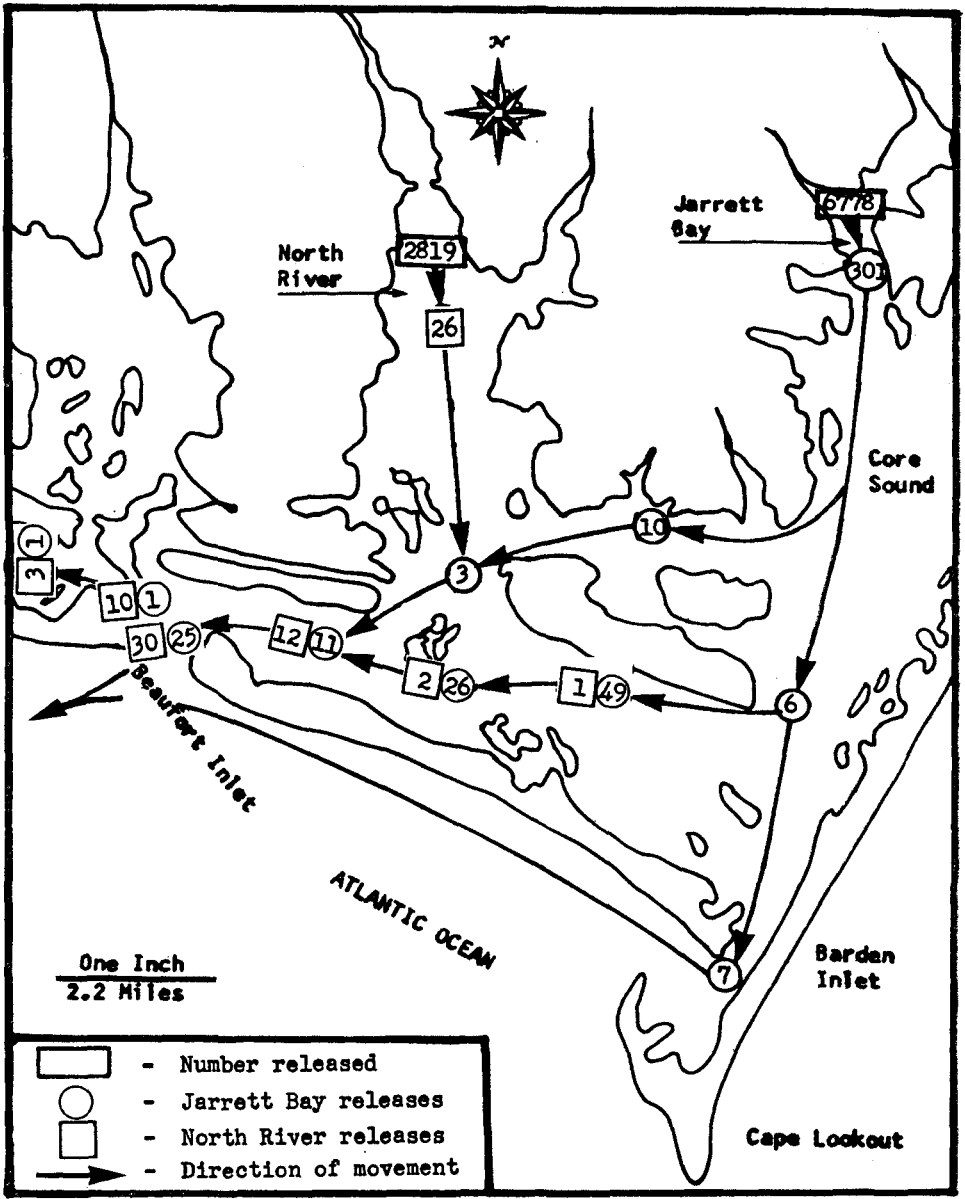 N
Jarrett
Bay
6778
301
North
River
2819
26
Core
Sound
10
3
1
3
10 1
30 25
12 11
2 26
1 49
6
Beaufort Inlet
ATLANTIC OCEAN
7
Barden
Inlet
One Inch
2.2 Miles
- Number released
- Jarrett Bay releases
- North River releases
- Direction of movement
Cape Lookout